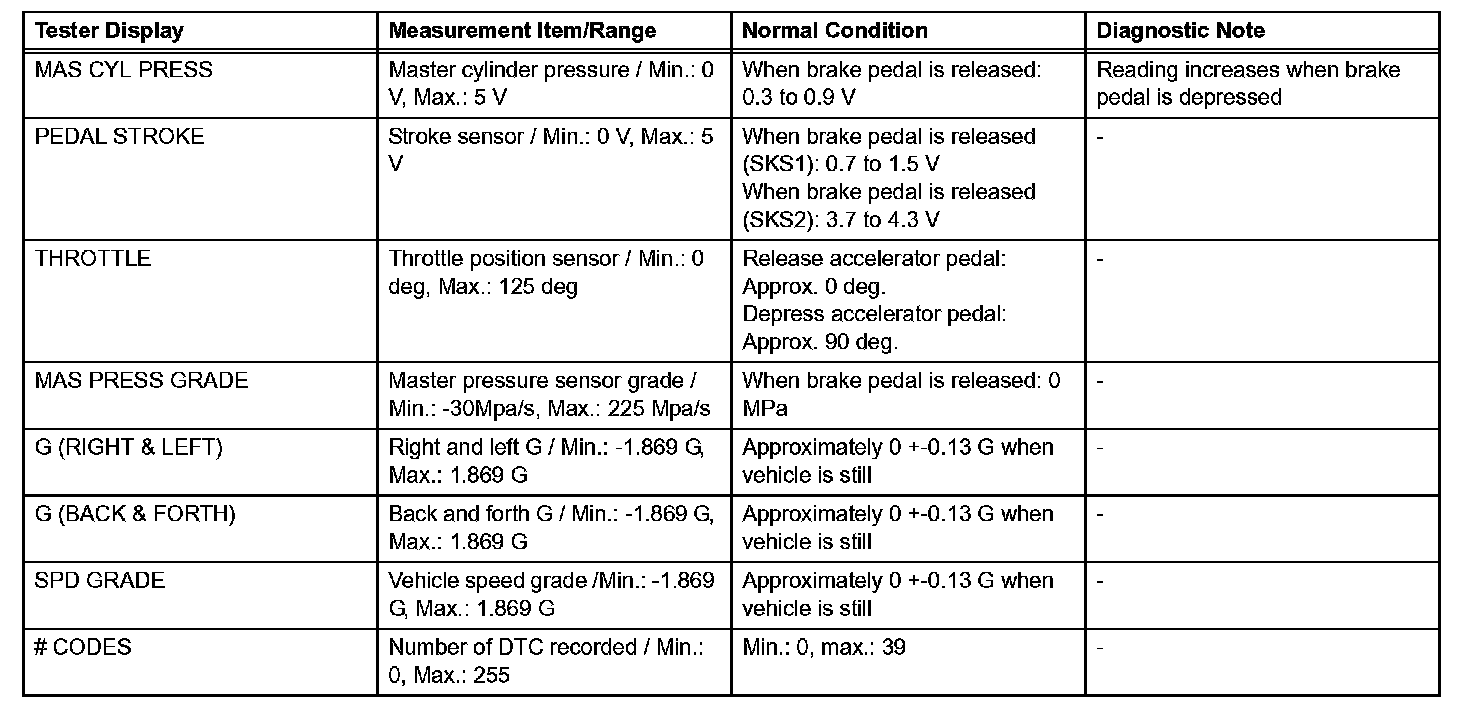 Tester Display
Measurement Item/Range
Normal Condition
Diagnostic Note
MAS CYL PRESS
Master cylinder pressure / Min.: 0
V, Max.: 5 V
When brake pedal is released:
0.3 to 0.9 V
Reading increases when brake
pedal is depressed
PEDAL STROKE
Stroke sensor / Min.: 0 V, Max.: 5
V
When brake pedal is released
(SKS1): 0.7 to 1.5 V
When brake pedal is released
(SKS2): 3.7 to 4.3 V
-
THROTTLE
Throttle position sensor / Min.: 0
deg, Max.: 125 deg
Release accelerator pedal:
Approx. 0 deg.
Depress accelerator pedal:
Approx. 90 deg.
-
MAS PRESS GRADE
Master pressure sensor grade /
Min.: -30Mpa/s, Max.: 225 Mpa/s
When brake pedal is released: 0
MPa
-
G (RIGHT & LEFT)
Right and left G / Min.: -1.869 G,
Max.: 1.869 G
Approximately 0 +-0.13 G when
vehicle is still
-
G (BACK & FORTH)
Back and forth G / Min.: -1.869 G,
Max.: 1.869 G
Approximately 0 +-0.13 G when
vehicle is still
-
SPD GRADE
Vehicle speed grade /Min.: -1.869
G, Max.: 1.869 G
Approximately 0 +-0.13 G when
vehicle is still
-
# CODES
Number of DTC recorded / Min.:
0, Max.: 255
Min.: 0, max.: 39
-